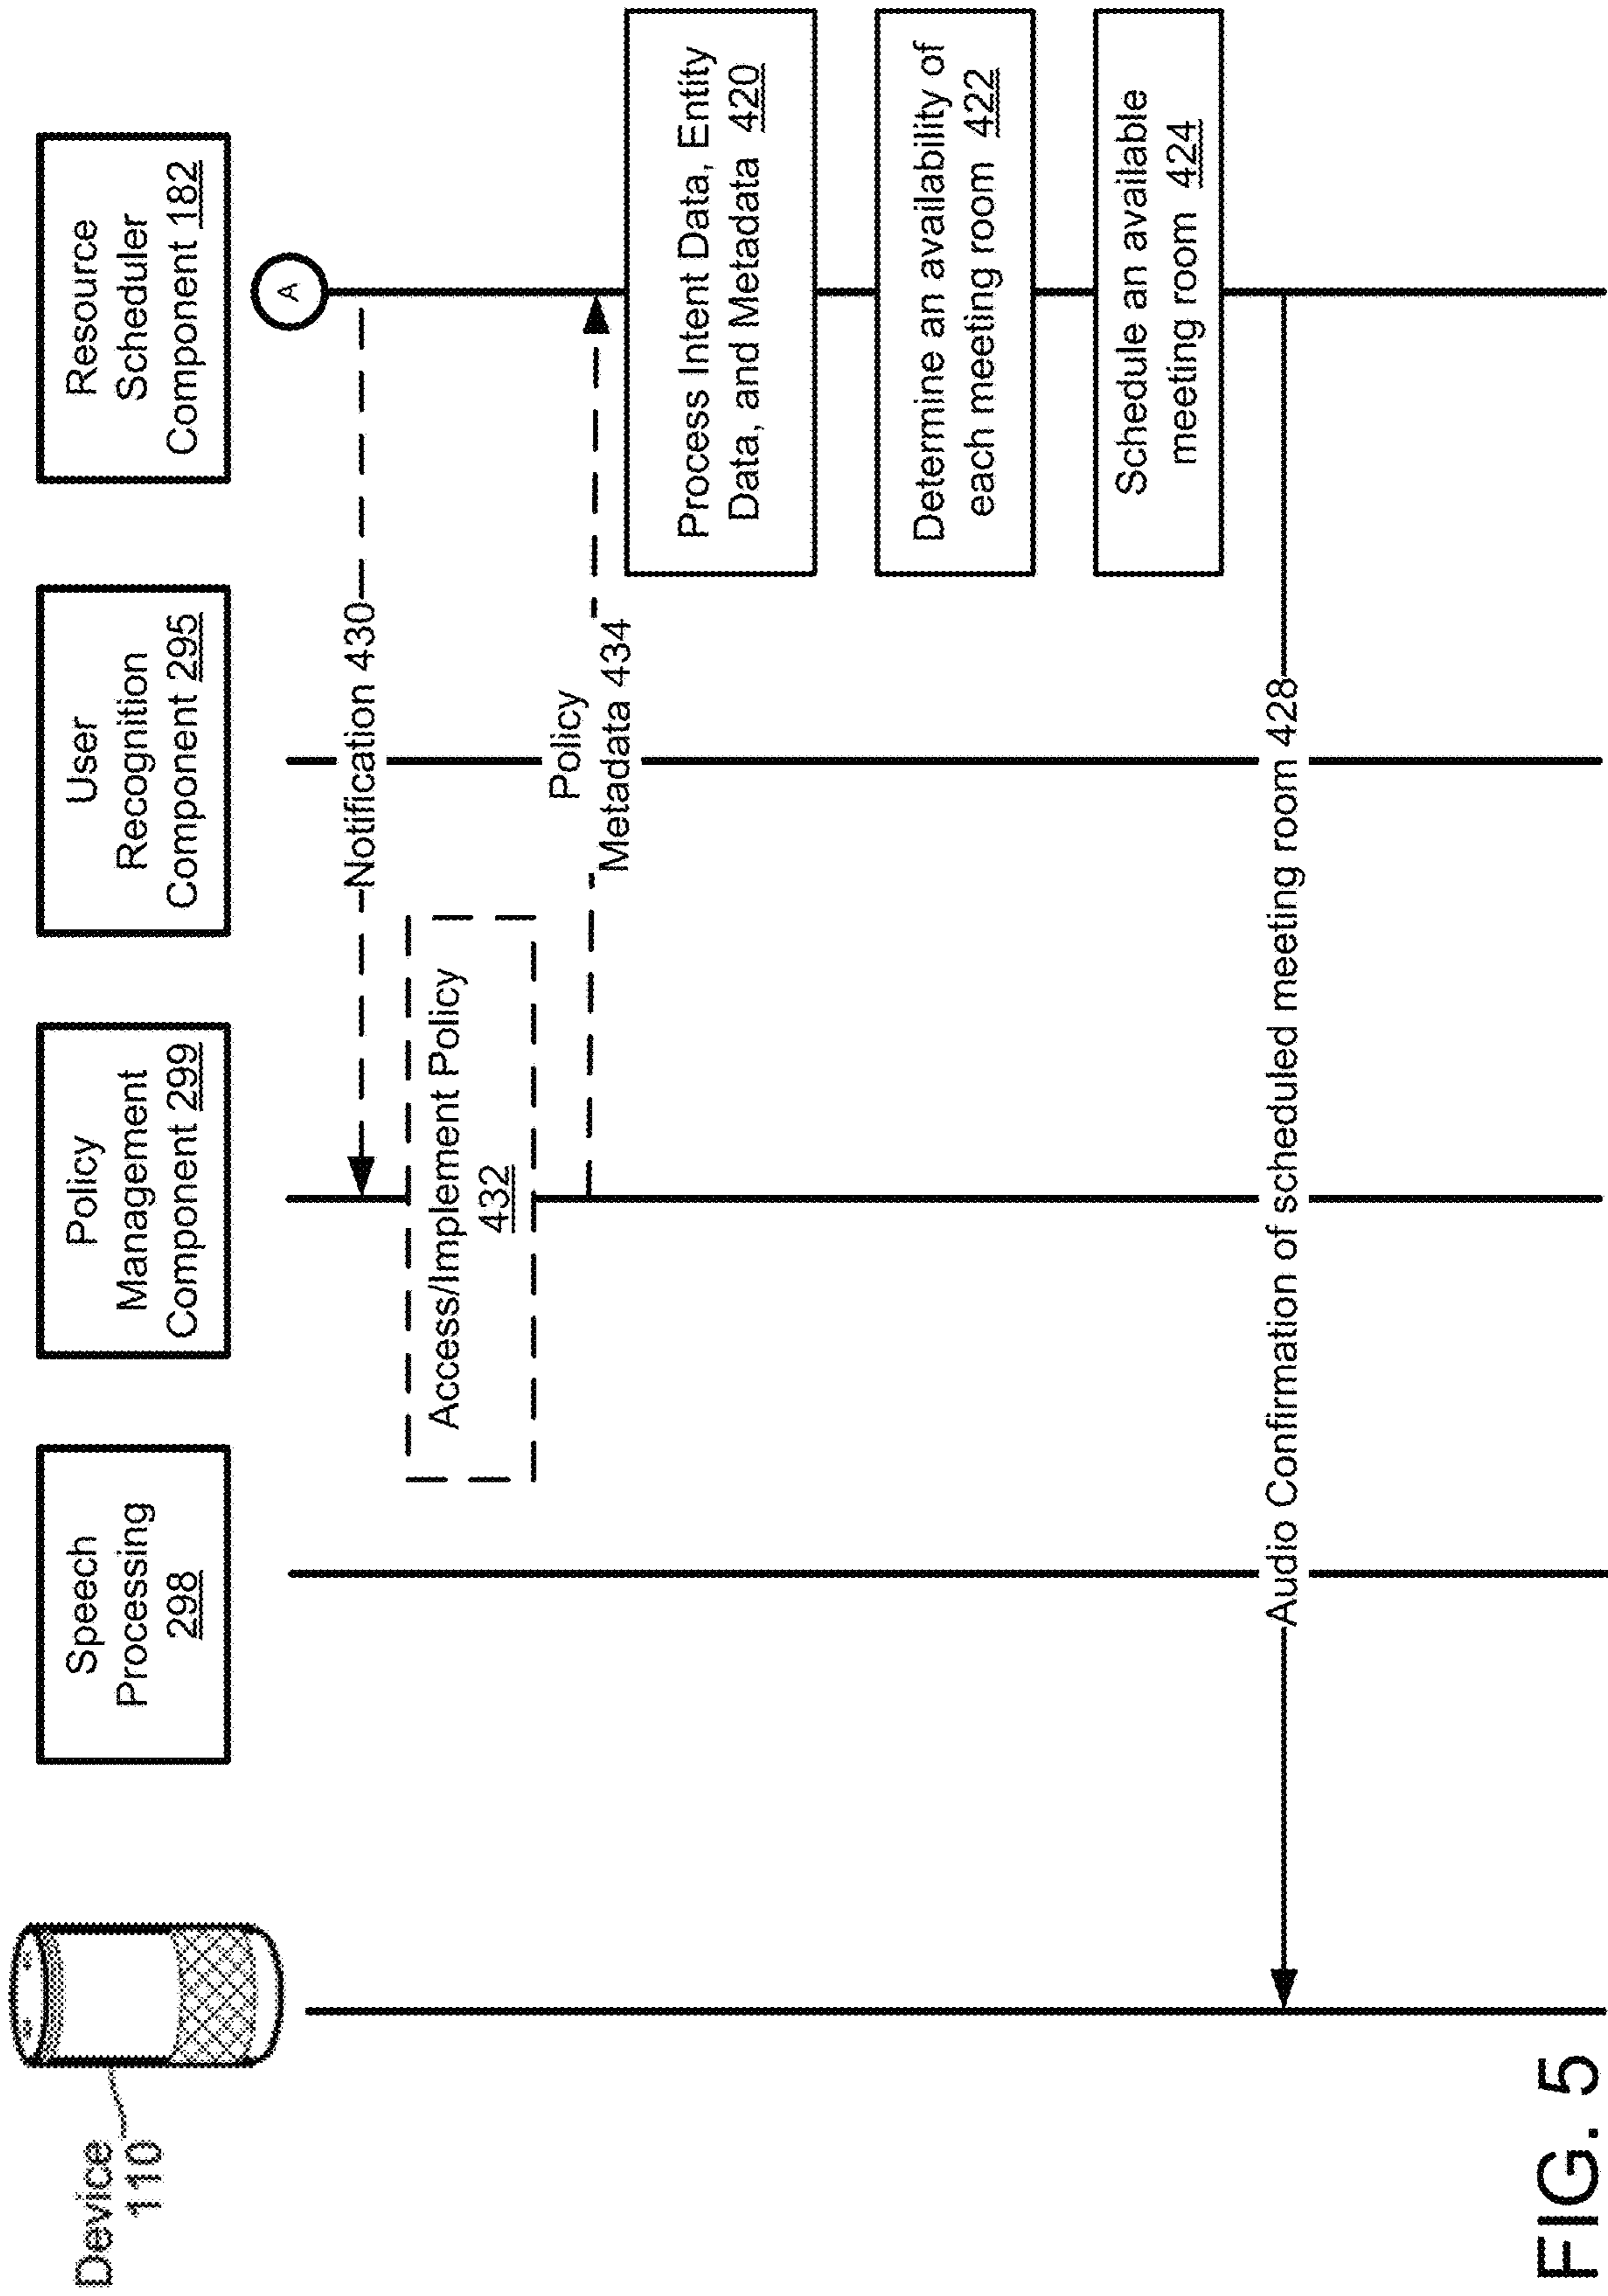 Device
110
Speech
Processing
298
Policy
Management
Component 299
User
Recognition
Component 295
Resource
Scheduler
Component 182
A
Notification 430
Access/Implement Policy
432
Policy
Metadata 434
Process Intent Data, Entity
Data, and Metadata 420
Determine an availability of
each meeting room 422
Schedule an available
meeting room 424
Audio Confirmation of scheduled meeting room 428
FIG. 5